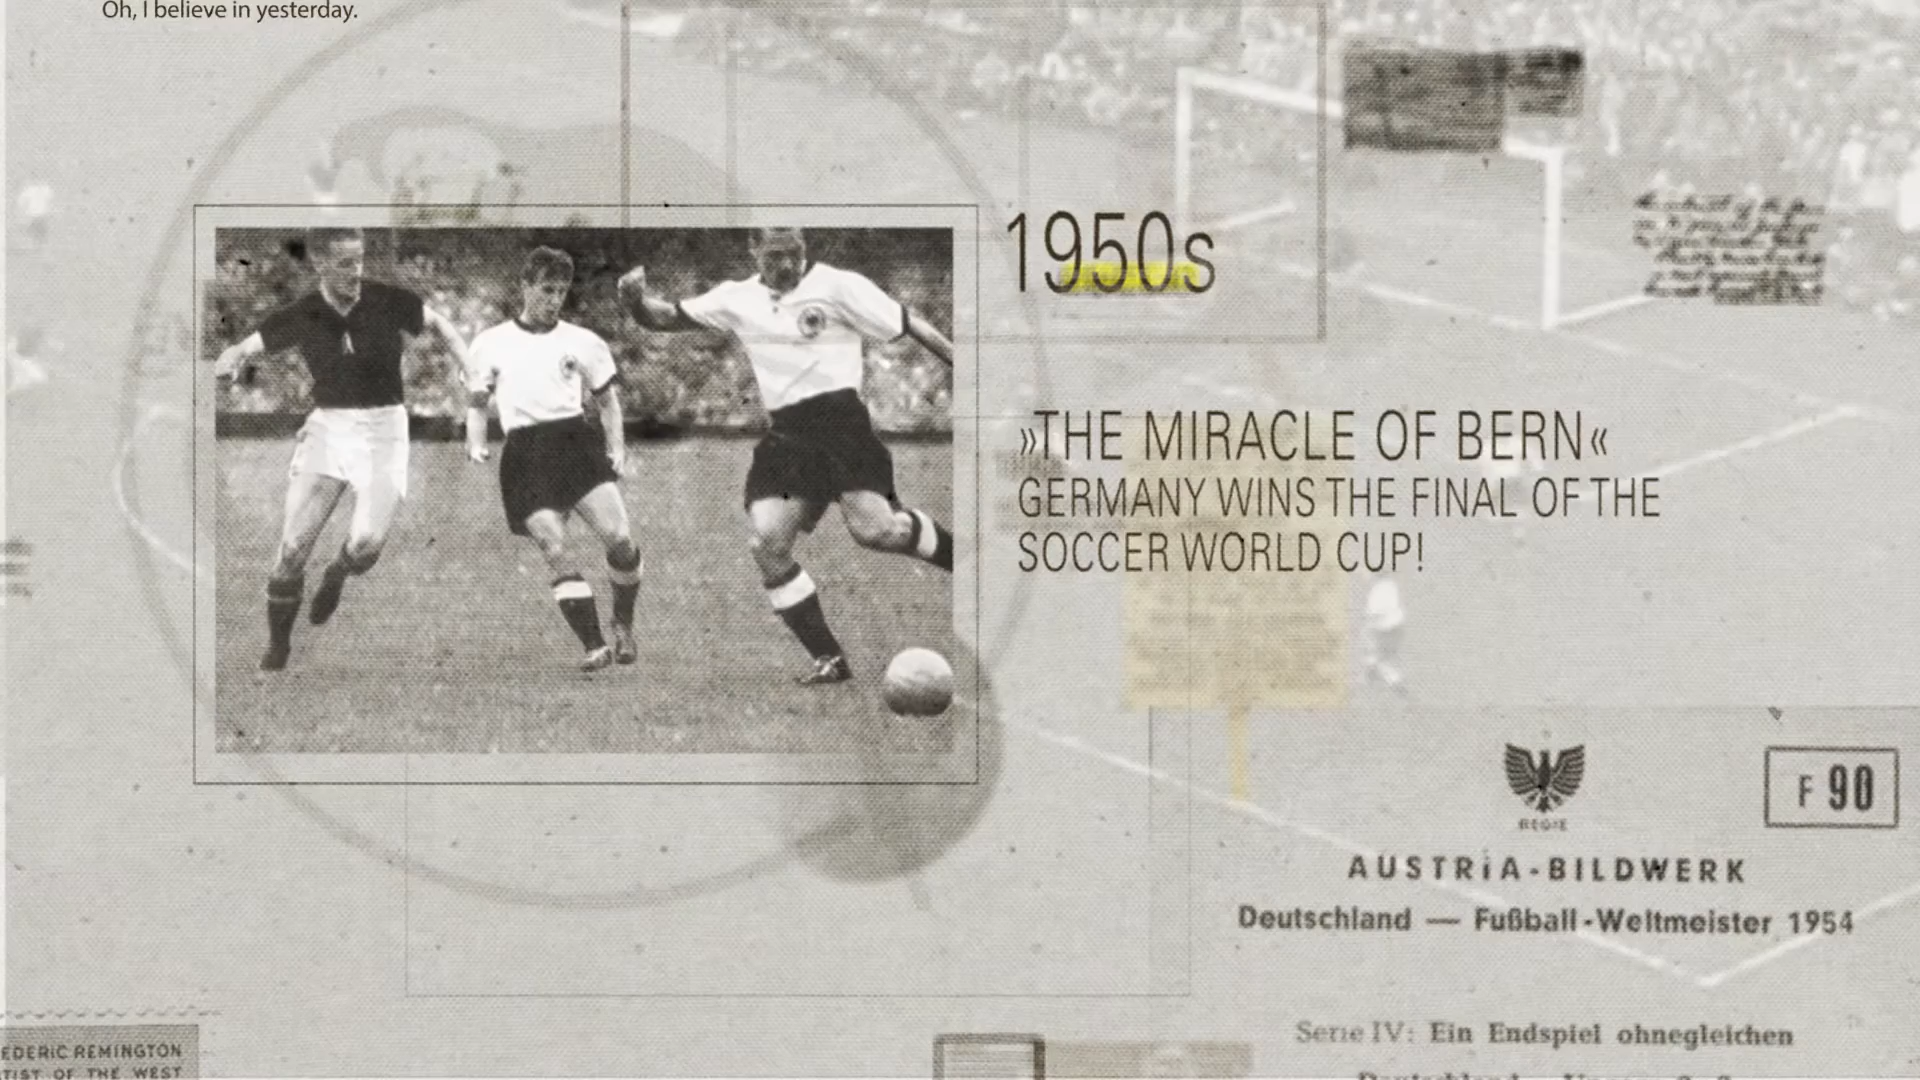 Oh, I believe in yesterday.
1950s
»THE MIRACLE OF BERN«
GERMANY WINS THE FINAL OF THE
SOCCER WORLD CUP!
REGIE
F 90
AUSTRiA-BILDWERK
Deutschland — Fußball-Weltmeister 1954
Serie IV: Ein Endspiel ohnegleichen
EDERIC REMINGTON
TIST OF THE WEST